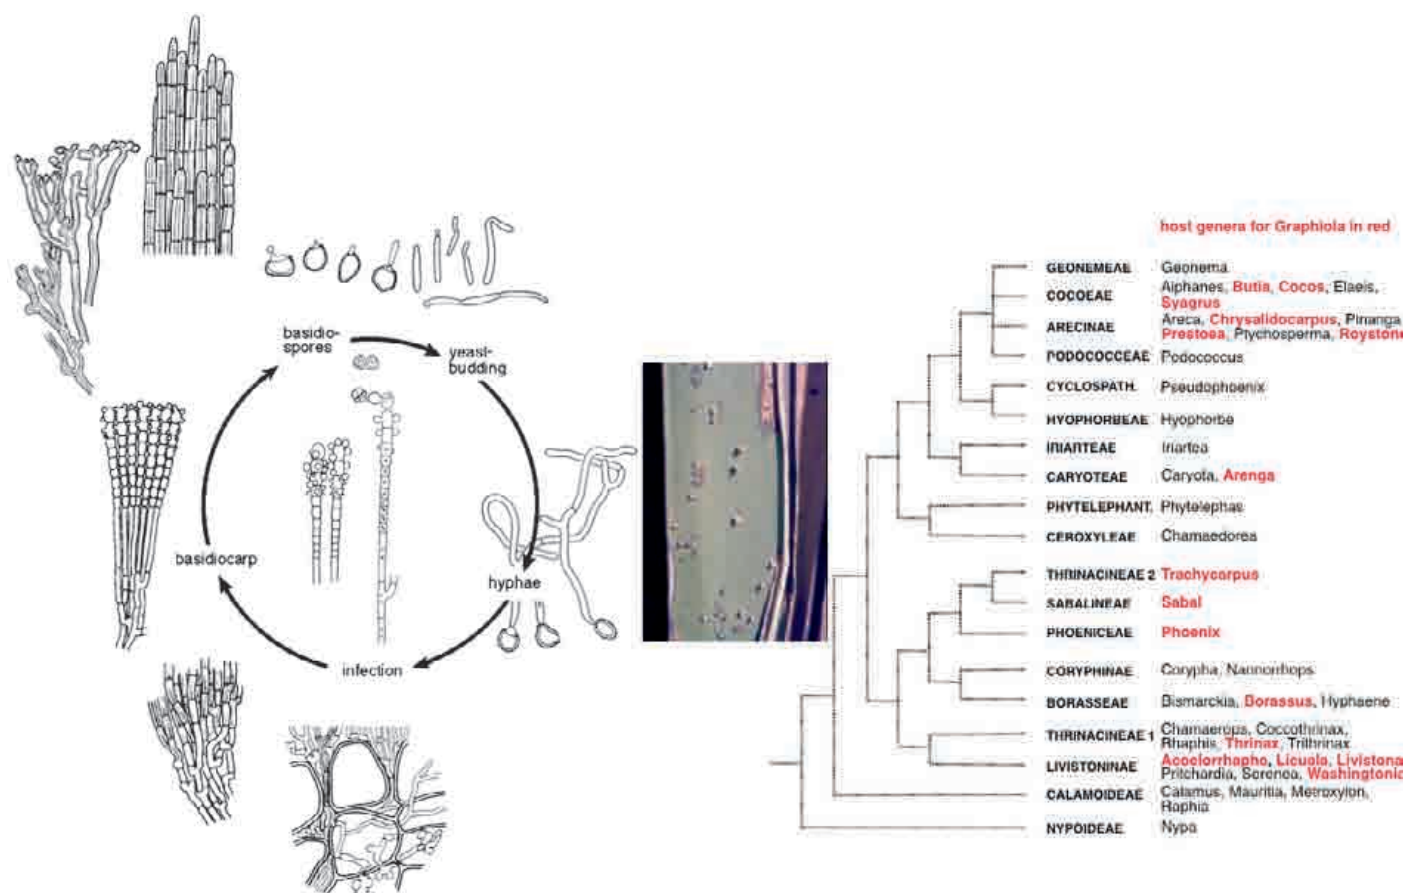 basidio-
spores
yeast-
budding
hyphae
infection
basidiocarp
host genera for Graphiola in red
GEONEMEAE Geonema
COCOEAE Aiphanes, Butia, Cocos, Elaeis,
Syagrus
ARECINAE Areca, Chrysalidocarpus, Pinanga
Prestoea, Ptychosperma, Roystone
PODOCOCCEAE Podococcus
CYCLOSPATH. Pseudophoenix
HYOPHORBEAE Hyophorbe
IRIARTEAE Iriartea
CARYOTEAE Caryota, Arenga
PHYTELEPHANT. Phytelephas
CEROXYLEAE Chamaedorea
THRINACINEAE 2 Trachycarpus
SABALINEAE Sabal
PHOENICEAE Phoenix
CORYPHINAE Corypha, Nannorrhops
BORASSEAE Bismarckia, Borassus, Hyphaene
THRINACINEAE 1 Chamaerops, Coccothrinax,
Rhaphis, Thrinax, Trithrinax
LIVISTONINAE Acoelorrhaphe, Licuala, Livistona
Pritchardia, Serenoa, Washingtonia
CALAMOIDEAE Calamus, Mauritia, Metroxylon,
Raphia
NYPOIDEAE Nypa